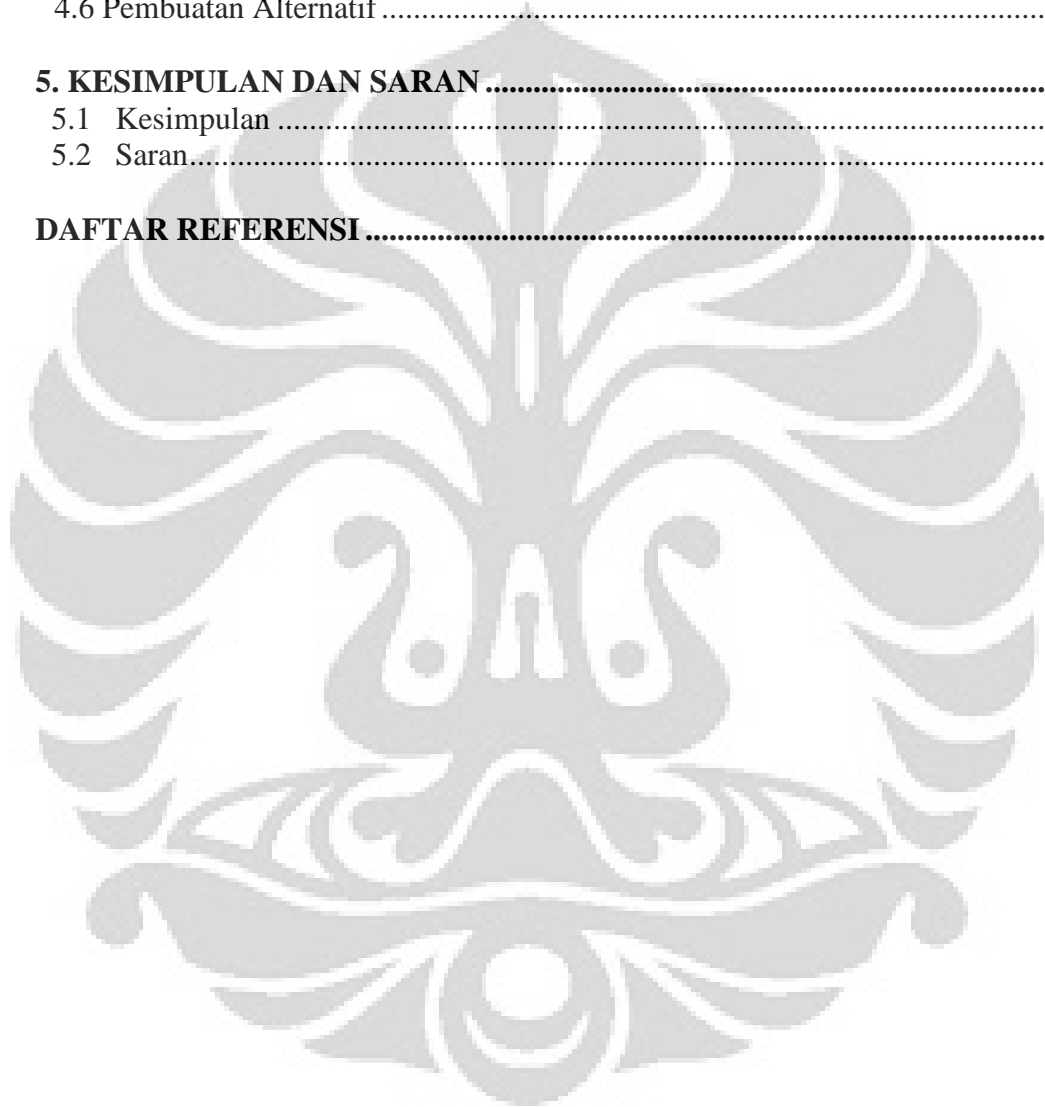 4.6 Pembuatan Alternatif ....................................................................................
5. KESIMPULAN DAN SARAN ........................................................................
5.1 Kesimpulan .................................................................................................
5.2 Saran............................................................................................................
DAFTAR REFERENSI .......................................................................................